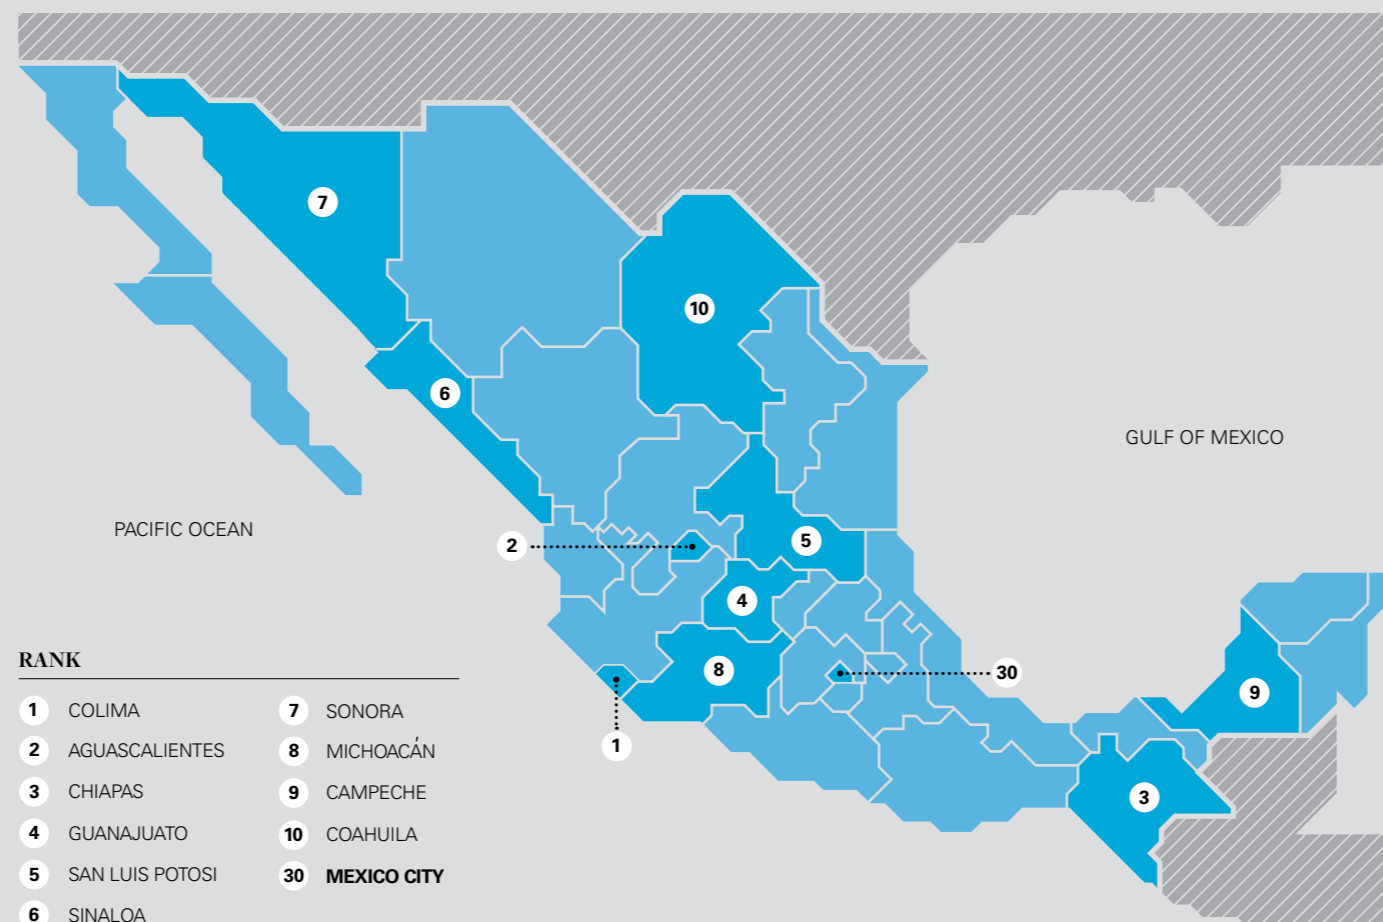 7
10
6
GULF OF MEXICO
PACIFIC OCEAN
2
5
4
8
30
9
1
3
RANK
1 COLIMA
2 AGUASCALIENTES
3 CHIAPAS
4 GUANAJUATO
5 SAN LUIS POTOSI
6 SINALOA
7 SONORA
8 MICHOACÁN
9 CAMPECHE
10 COAHUILA
30 MEXICO CITY